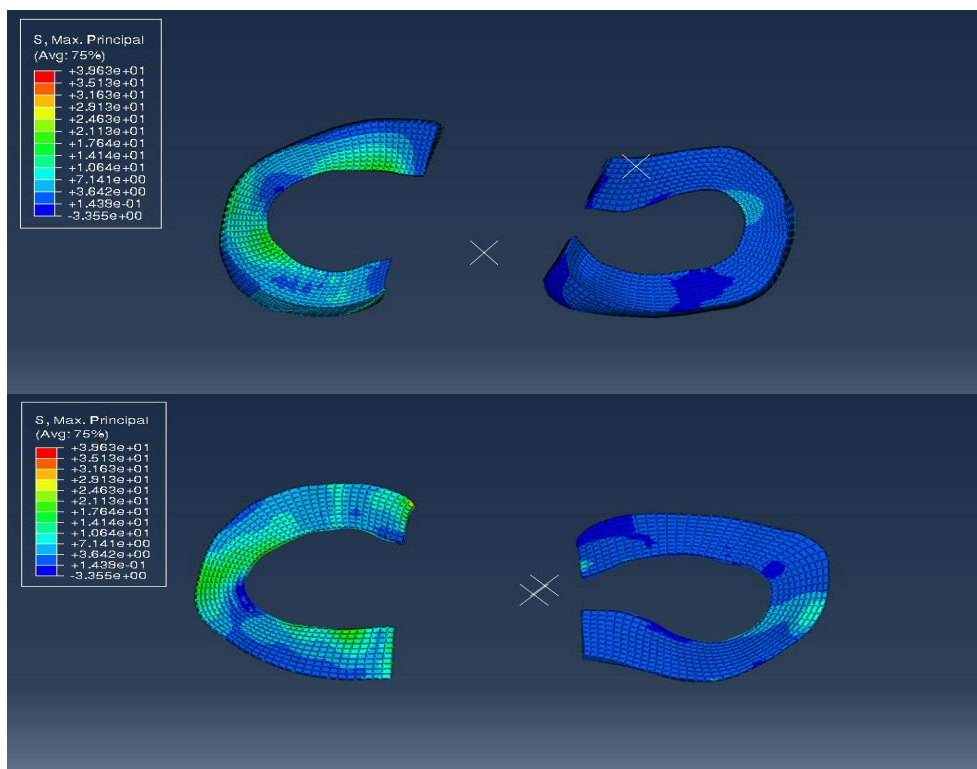 S, Max. Principal
(Avg: 75%)
+3.863e+01
+3.513e+01
+3.163e+01
+2.813e+01
+2.463e+01
+2.113e+01
+1.764e+01
+1.414e+01
+1.064e+01
+7.141e+00
+3.642e+00
+1.438e-01
-3.355e+00
S, Max. Principal
(Avg: 75%)
+3.863e+01
+3.513e+01
+3.163e+01
+2.813e+01
+2.463e+01
+2.113e+01
+1.764e+01
+1.414e+01
+1.064e+01
+7.141e+00
+3.642e+00
+1.438e-01
-3.355e+00